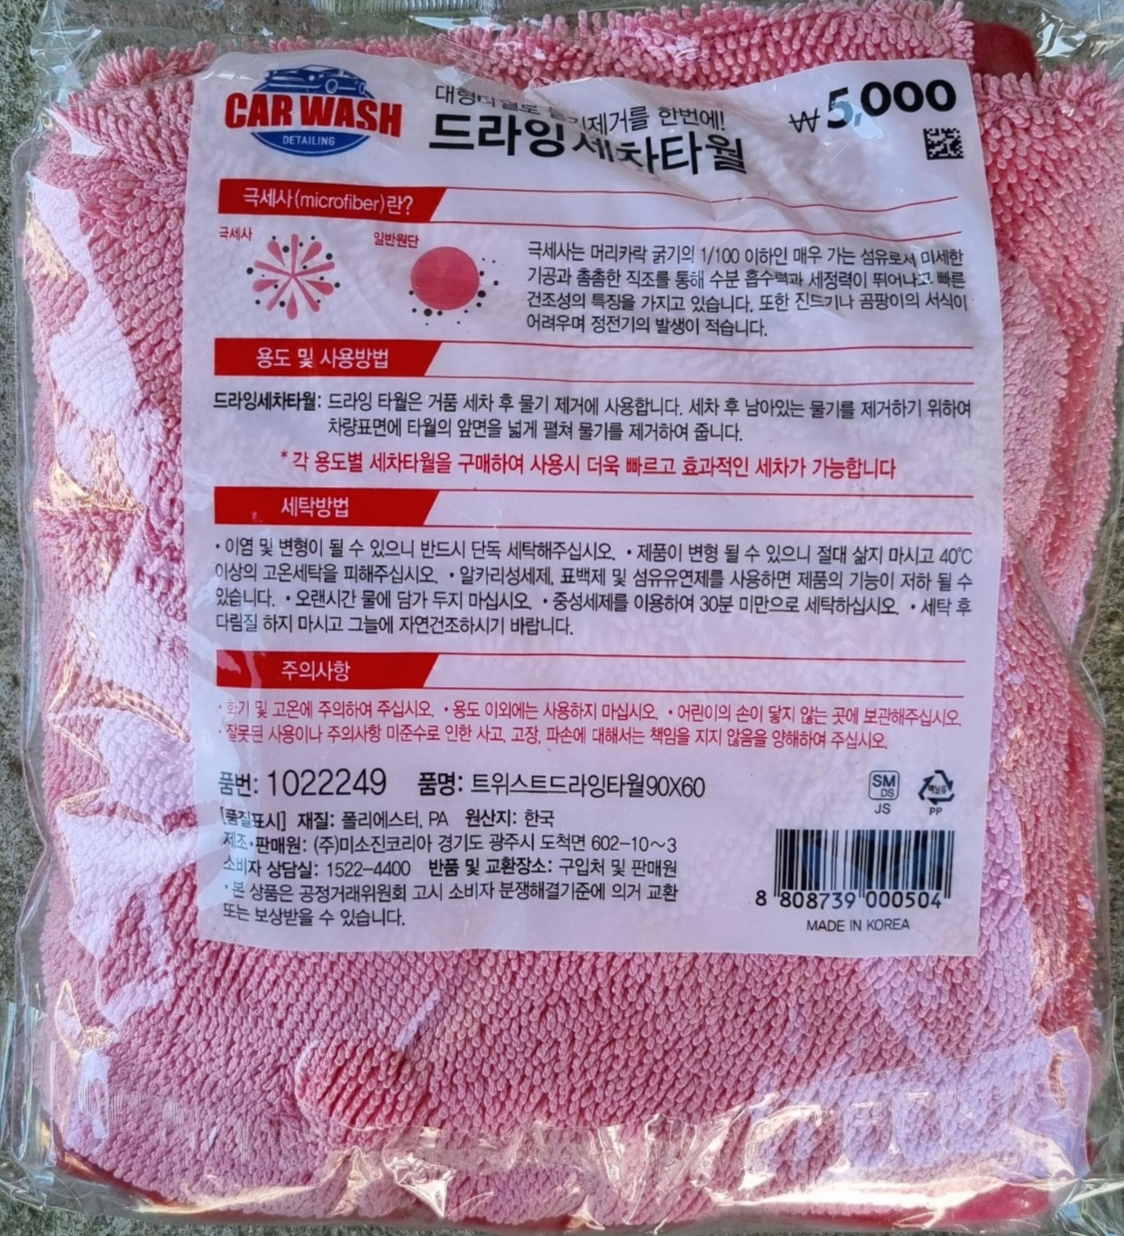 CAR WASH
DETAILING
대형타월로 물기제거를 한번에!
드라잉세차타월
₩5,000
극세사(microfiber)란?
극세사
일반원단
극세사는 머리카락 굵기의 1/100 이하인 매우 가는 섬유로서 미세한
기공과 촘촘한 직조를 통해 수분 흡수력과 세정력이 뛰어나고 빠른
건조성의 특징을 가지고 있습니다. 또한 진드기나 곰팡이의 서식이
어려우며 정전기의 발생이 적습니다.
용도 및 사용방법
드라잉세차타월: 드라잉 타월은 거품 세차 후 물기 제거에 사용합니다. 세차 후 남아있는 물기를 제거하기 위하여
차량표면에 타월의 앞면을 넓게 펼쳐 물기를 제거하여 줍니다.
* 각 용도별 세차타월을 구매하여 사용시 더욱 빠르고 효과적인 세차가 가능합니다
세탁방법
• 이염 및 변형이 될 수 있으니 반드시 단독 세탁해주십시오. • 제품이 변형 될 수 있으니 절대 삶지 마시고 40℃
이상의 고온세탁을 피해주십시오. • 알카리성세제, 표백제 및 섬유유연제를 사용하면 제품의 기능이 저하 될 수
있습니다. • 오랜시간 물에 담가 두지 마십시오. • 중성세제를 이용하여 30분 미만으로 세탁하십시오. • 세탁 후
다림질 하지 마시고 그늘에 자연건조하시기 바랍니다.
주의사항
• 화기 및 고온에 주의하여 주십시오. • 용도 이외에는 사용하지 마십시오. • 어린이의 손이 닿지 않는 곳에 보관해주십시오.
• 잘못된 사용이나 주의사항 미준수로 인한 사고, 고장, 파손에 대해서는 책임을 지지 않음을 양해하여 주십시오.
품번: 1022249 품명: 트위스트드라잉타월90X60
SM
DS
JS
비닐류
PP
[품질표시] 재질: 폴리에스터, PA 원산지: 한국
제조•판매원: (주)미소진코리아 경기도 광주시 도척면 602-10~3
소비자 상담실: 1522-4400 반품 및 교환장소: 구입처 및 판매원
• 본 상품은 공정거래위원회 고시 소비자 분쟁해결기준에 의거 교환
또는 보상받을 수 있습니다.
8 808739 000504
MADE IN KOREA